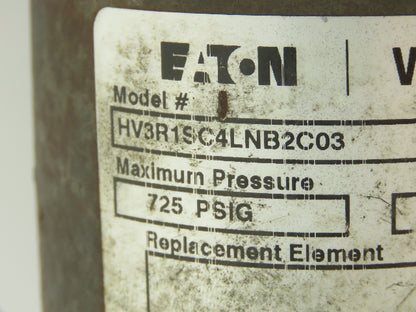 EATON | V
Model #
HV3R1SC4LNB2C03
Maximum Pressure
725 PSIG
Replacement Element